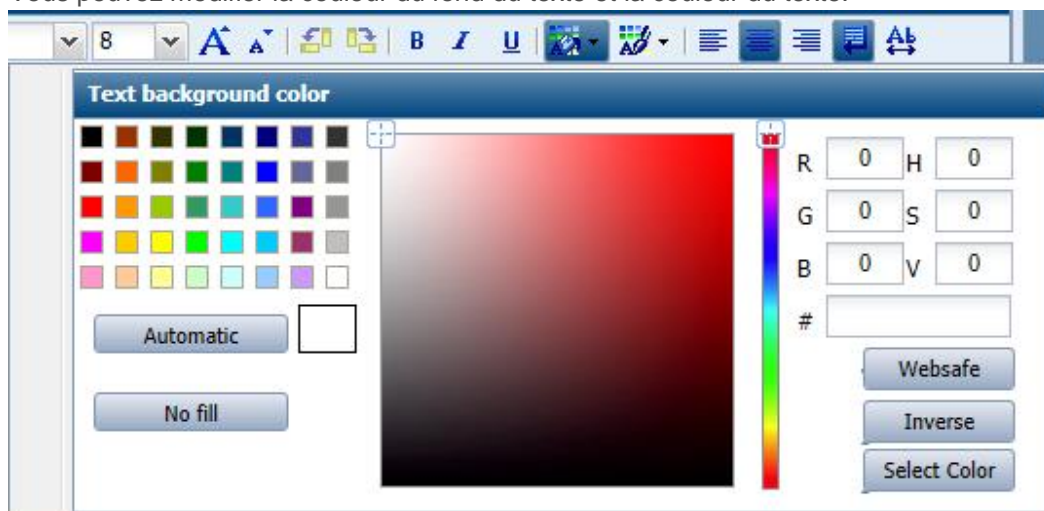 Vous pouvez modifier la couleur du fond du texte et la couleur du texte.
8 A A B I U Ab
Text background color
R 0 H 0
G 0 S 0
B 0 V 0
#
Automatic
Websafe
No fill
Inverse
Select Color